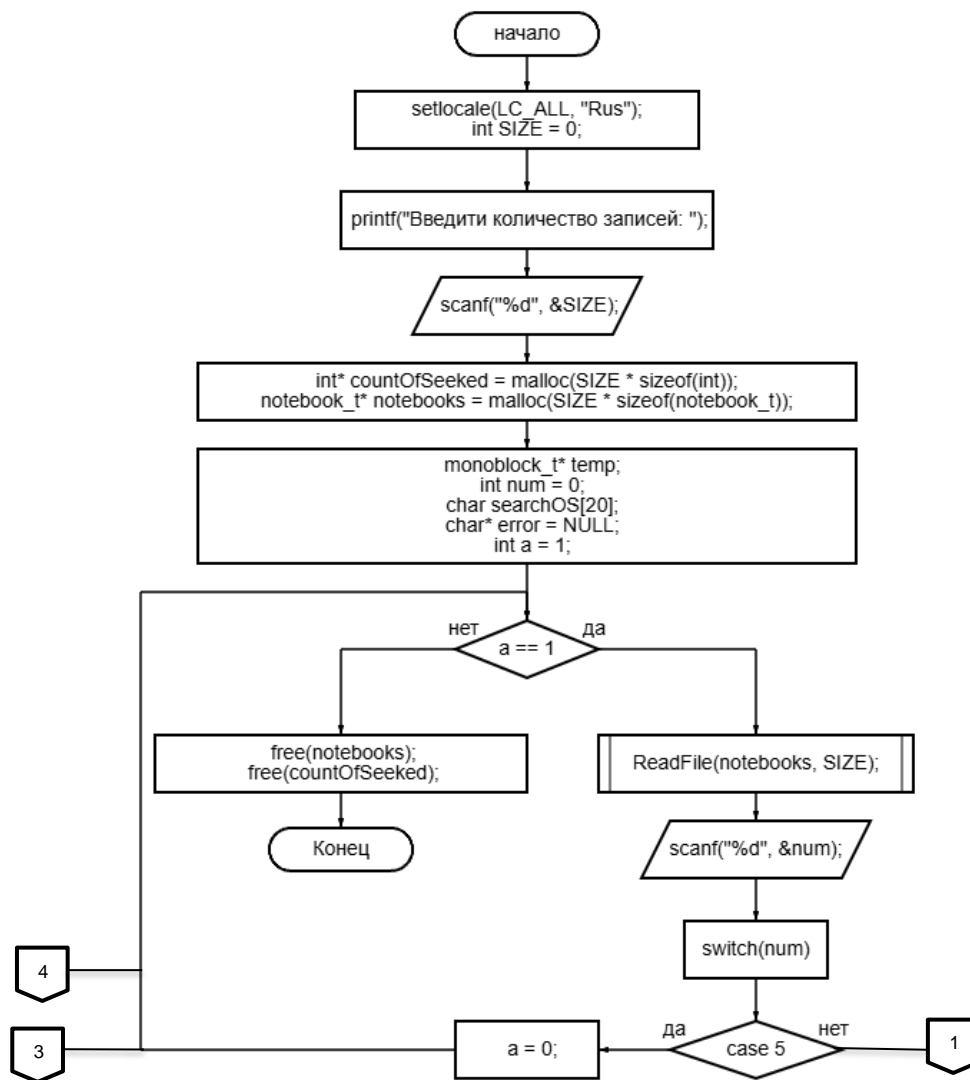 начало
setlocale(LC_ALL, "Rus");
int SIZE = 0;
printf("Введити количество записей: ");
scanf("%d", &SIZE);
int* countOfSeeked = malloc(SIZE * sizeof(int));
notebook_t* notebooks = malloc(SIZE * sizeof(notebook_t));
monoblock_t* temp;
int num = 0;
char searchOS[20];
char* error = NULL;
int a = 1;
нет
да
a == 1
free(notebooks);
free(countOfSeeked);
ReadFile(notebooks, SIZE);
Конец
scanf("%d", &num);
switch(num)
4
3
a = 0;
да
case 5
нет
1